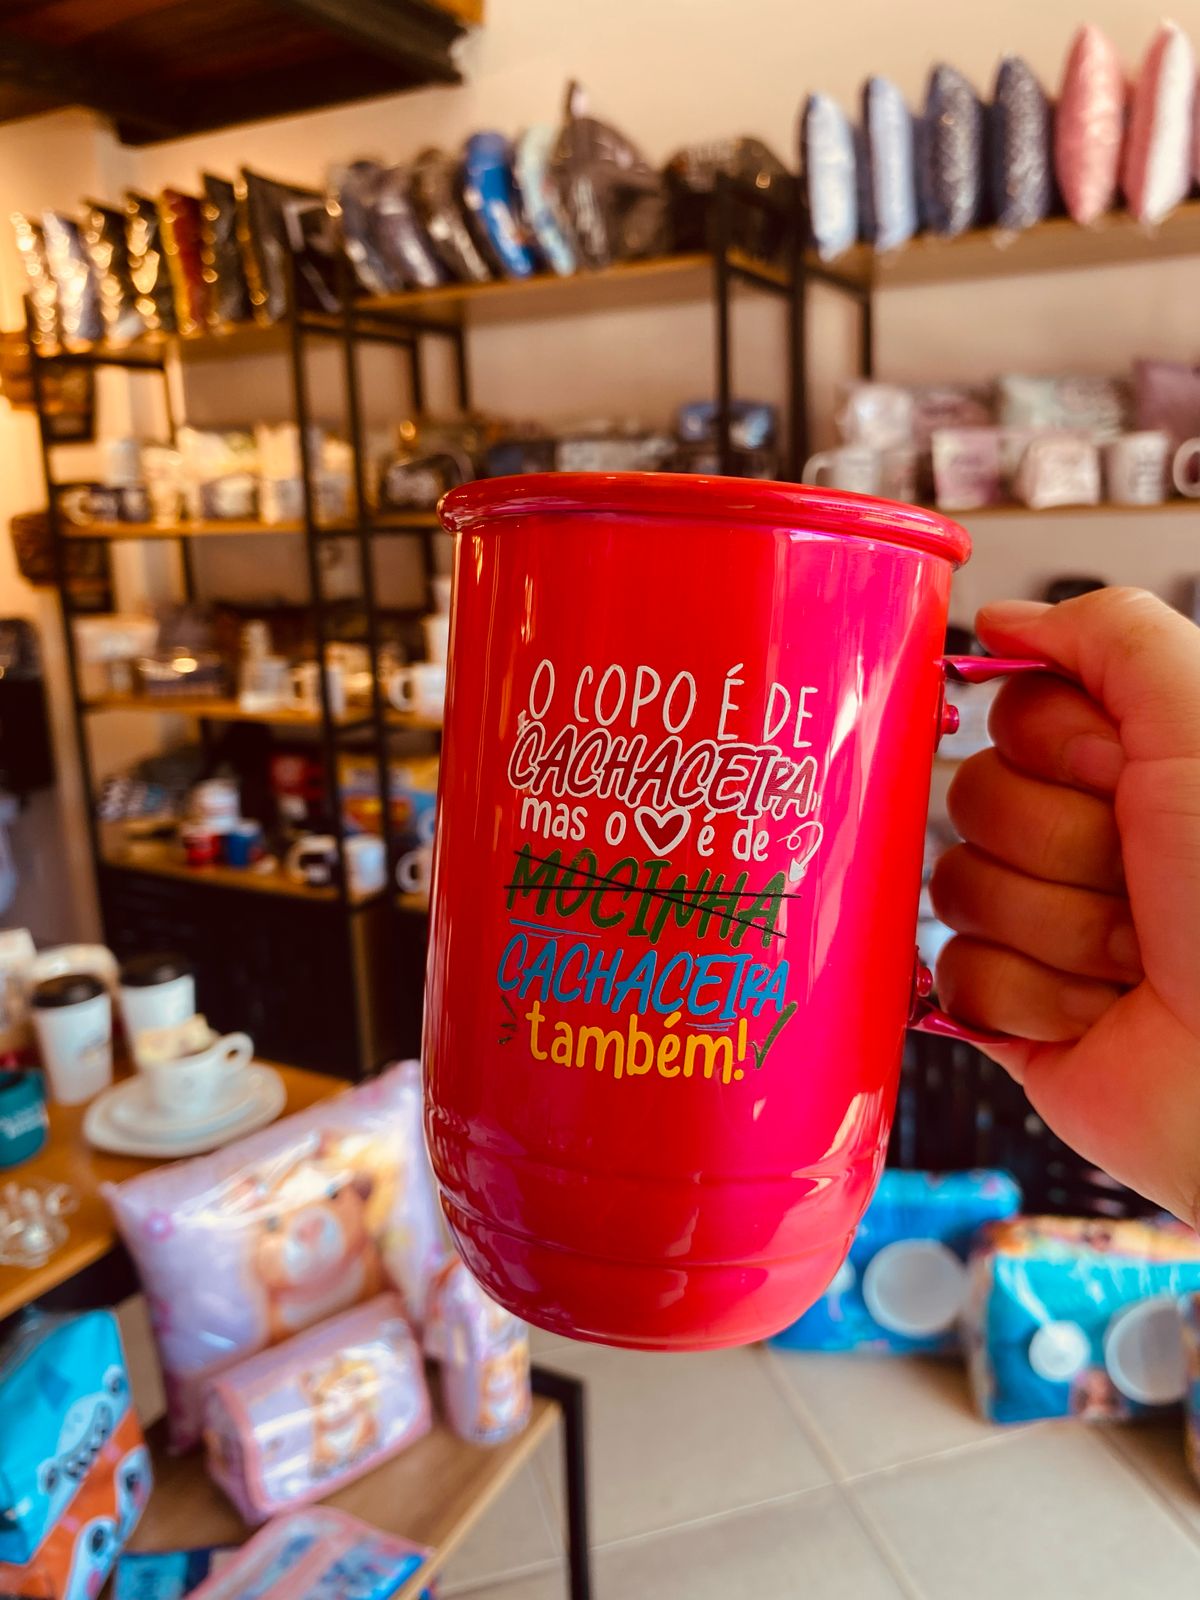 O COPO É DE
"CACHACEIRA"
mas o ♡ é de
MOCINHA
CACHACEIRA
também!